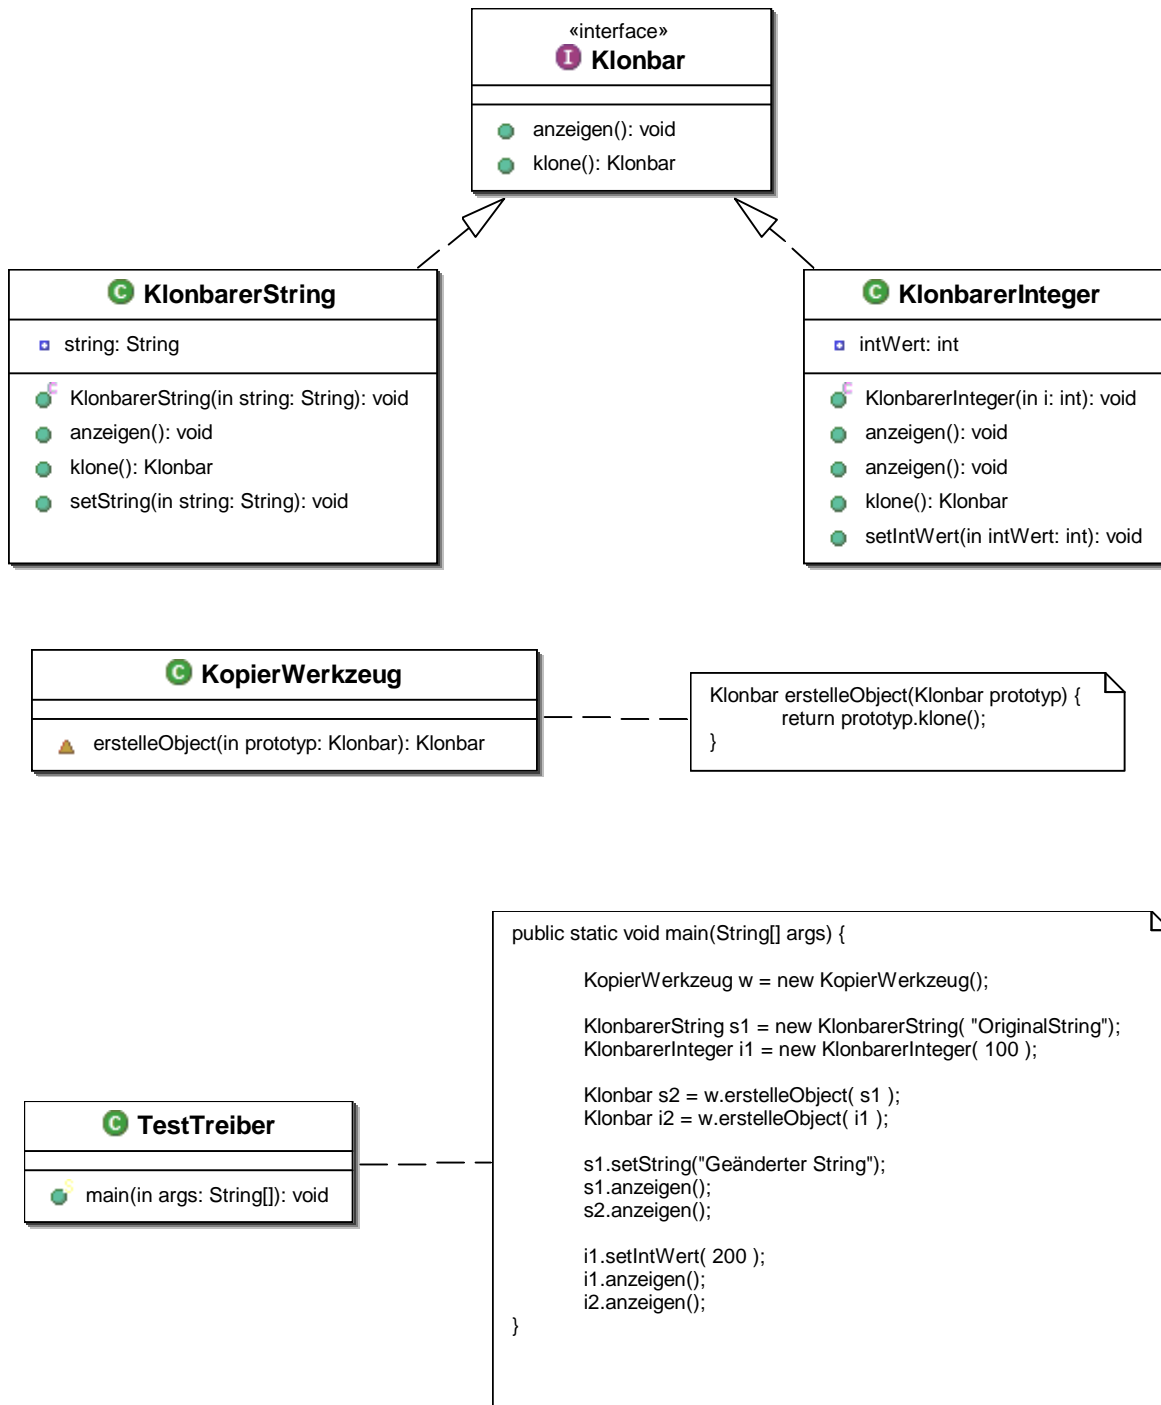 «interface»
I Klonbar
anzeigen(): void
klone(): Klonbar
C KlonbarerString
string: String
C KlonbarerString(in string: String): void
anzeigen(): void
klone(): Klonbar
setString(in string: String): void
C KlonbarerInteger
intWert: int
C KlonbarerInteger(in i: int): void
anzeigen(): void
anzeigen(): void
klone(): Klonbar
setIntWert(in intWert: int): void
C KopierWerkzeug
erstelleObject(in prototyp: Klonbar): Klonbar
Klonbar erstelleObject(Klonbar prototyp) {
return prototyp.klone();
}
C TestTreiber
S main(in args: String[]): void
public static void main(String[] args) {
KopierWerkzeug w = new KopierWerkzeug();
KlonbarerString s1 = new KlonbarerString( "OriginalString");
KlonbarerInteger i1 = new KlonbarerInteger( 100 );
Klonbar s2 = w.erstelleObject( s1 );
Klonbar i2 = w.erstelleObject( i1 );
s1.setString("Geänderter String");
s1.anzeigen();
s2.anzeigen();
i1.setIntWert( 200 );
i1.anzeigen();
i2.anzeigen();
}